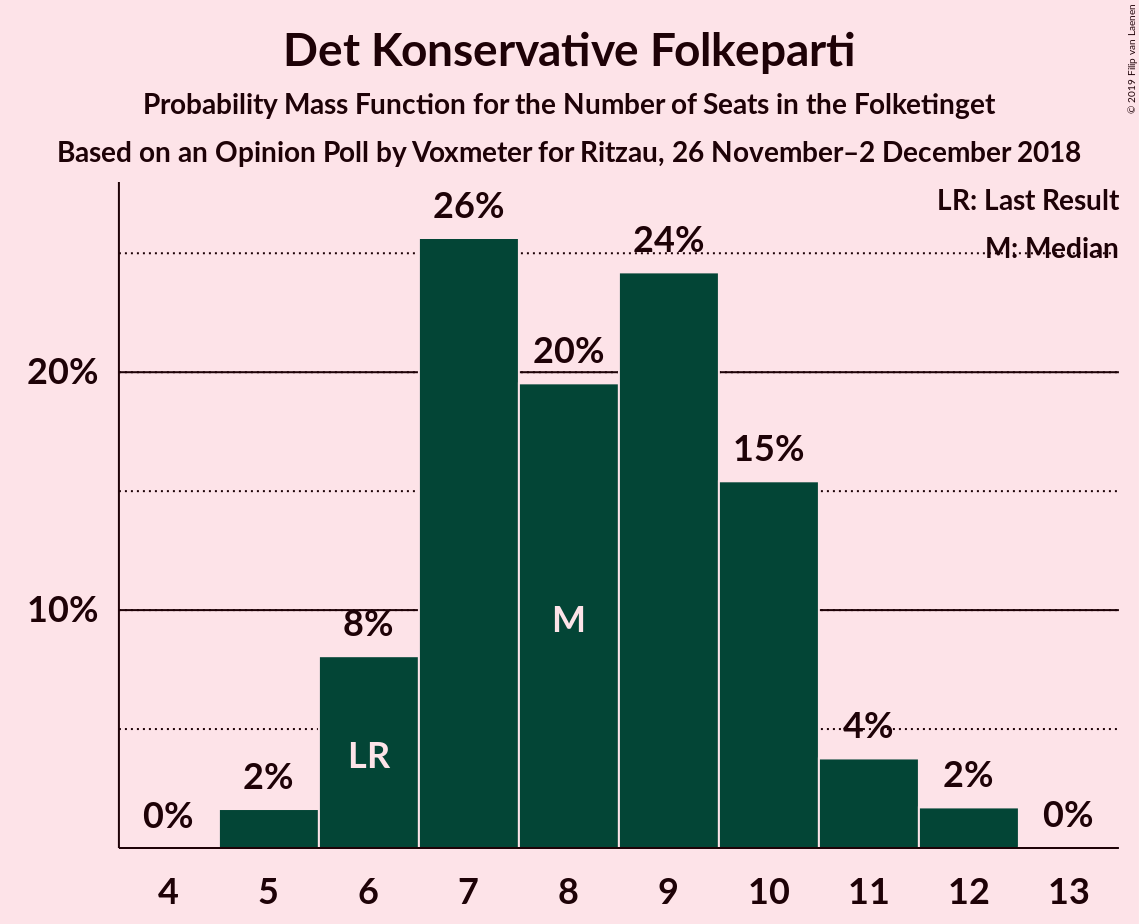 Det Konservative Folkeparti
Probability Mass Function for the Number of Seats in the Folketinget
Based on an Opinion Poll by Voxmeter for Ritzau, 26 November–2 December 2018
© 2019 Filip van Laenen
LR: Last Result
M: Median
26%
24%
20%
20%
15%
10%
8%
M
4%
LR
2%
2%
0%
0%
4 5 6 7 8 9 10 11 12 13